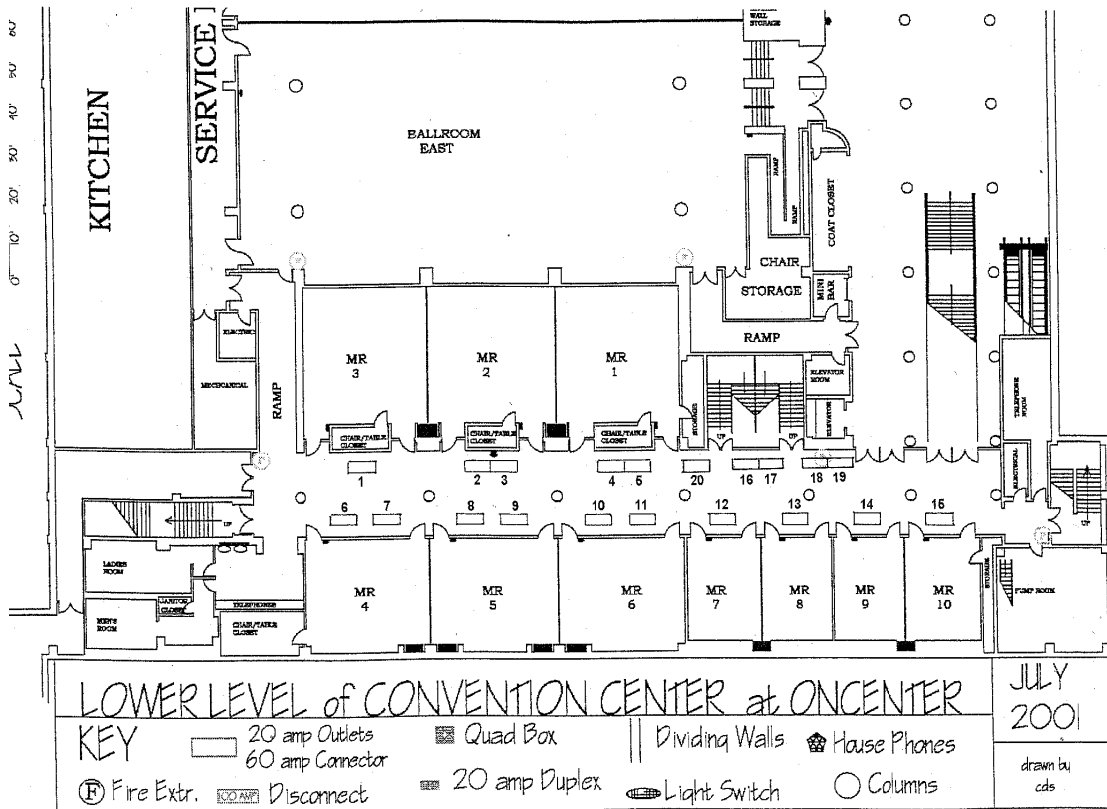 WALL
STORAGE
60'
50'
40'
30'
20'
10'
0'
KITCHEN
SERVICE
BALLROOM
EAST
RAMP
RAMP
COAT CLOSET
CHAIR
STORAGE
MINI
BAR
RAMP
ELECTRIC
MECHANICAL
RAMP
MR
3
MR
2
MR
1
CHAIR/TABLE
CLOSET
CHAIR/TABLE
CLOSET
CHAIR/TABLE
CLOSET
STORAGE
UP
UP
ELEVATOR
ROOM
ELEVATOR
TELEPHONE
ROOM
ELECTRICAL
1
2 3
4 5
20
16 17
18 19
6 7
8 9
10 11
12
13
14
15
F
F
F
F
F
UP
UP
LADIES
ROOM
MEN'S
ROOM
JANITOR
CLOSET
TELEPHONES
CHAIR/TABLE
CLOSET
MR
4
MR
5
MR
6
MR
7
MR
8
MR
9
MR
10
STORAGE
PUMP ROOM
LOWER LEVEL of CONVENTION CENTER at ONCENTER
JULY
2001
drawn by
cds
KEY
20 amp Outlets
60 amp Connector
Quad Box
Dividing Walls
House Phones
F Fire Extr.
100 AMP Disconnect
20 amp Duplex
Light Switch
Columns